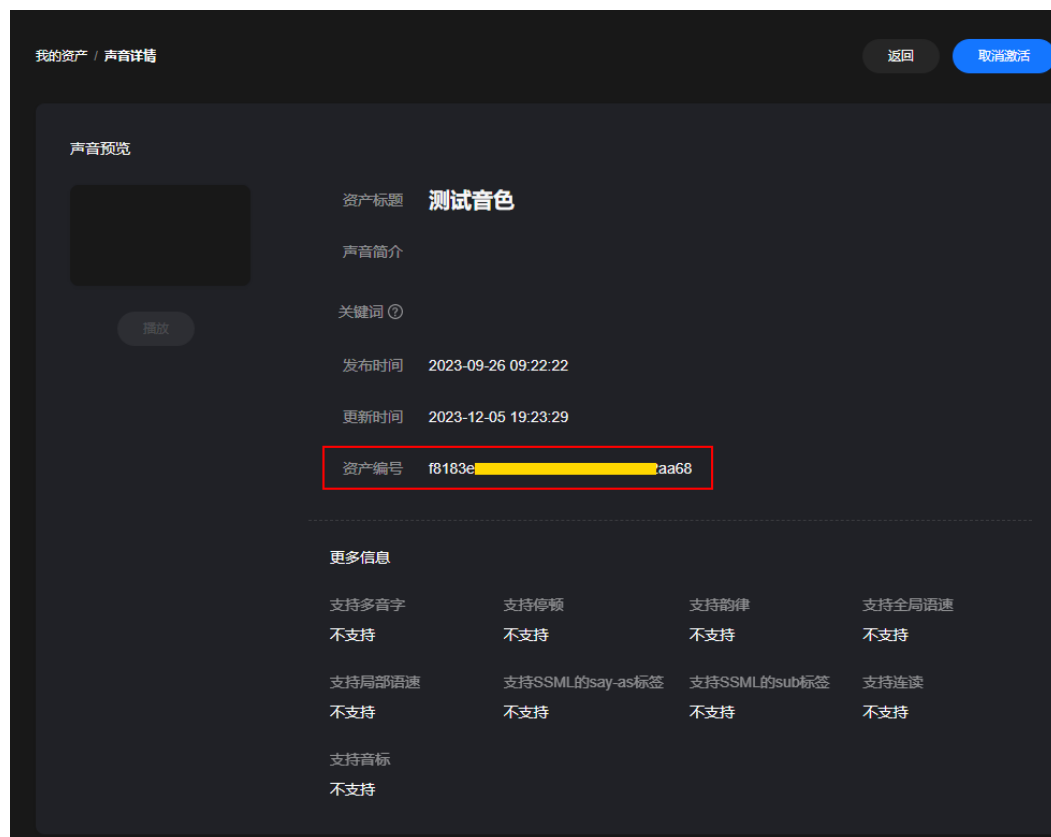 我的资产 / 声音详情
返回
取消激活
声音预览
播放
资产标题 测试音色
声音简介
关键词
发布时间 2023-09-26 09:22:22
更新时间 2023-12-05 19:23:29
资产编号 f8183e aa68
更多信息
支持多音字 支持停顿 支持韵律 支持全局语速
不支持 不支持 不支持 不支持
支持局部语速 支持SSML的say-as标签 支持SSML的sub标签 支持连读
不支持 不支持 不支持 不支持
支持音标
不支持